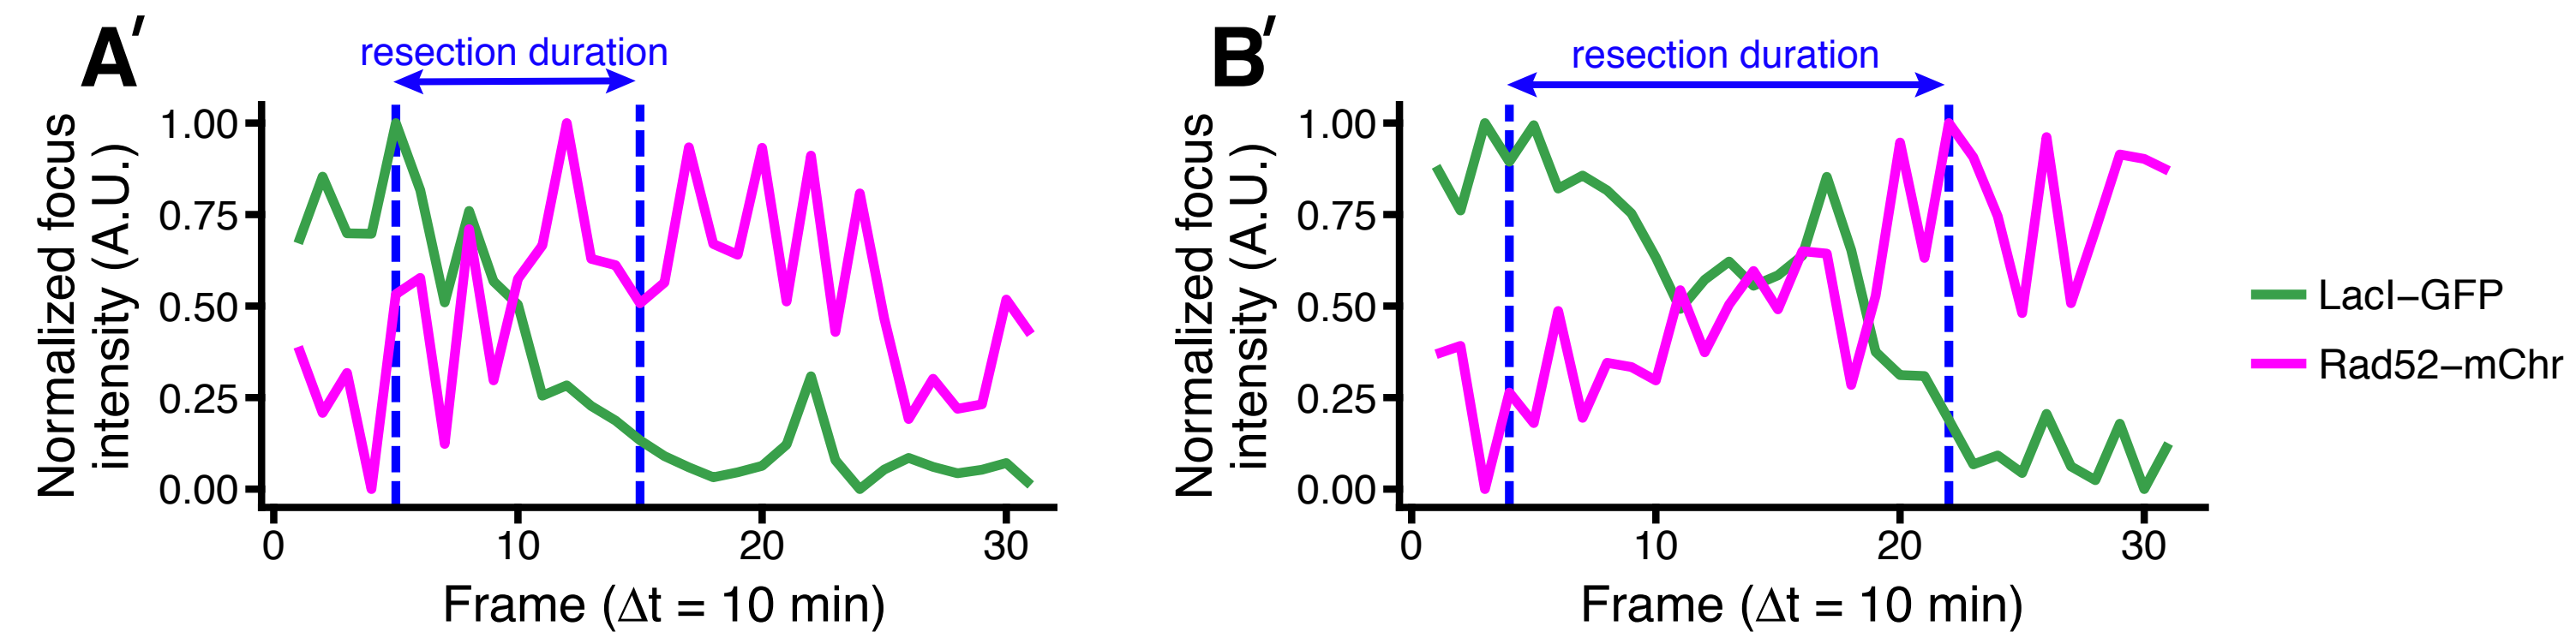 A′
resection duration
Normalized focus
intensity (A.U.)
1.00
0.75
0.50
0.25
0.00
0
10
20
30
Frame (Δt = 10 min)
B′
resection duration
Normalized focus
intensity (A.U.)
1.00
0.75
0.50
0.25
0.00
0
10
20
30
Frame (Δt = 10 min)
LacI−GFP
Rad52−mChr